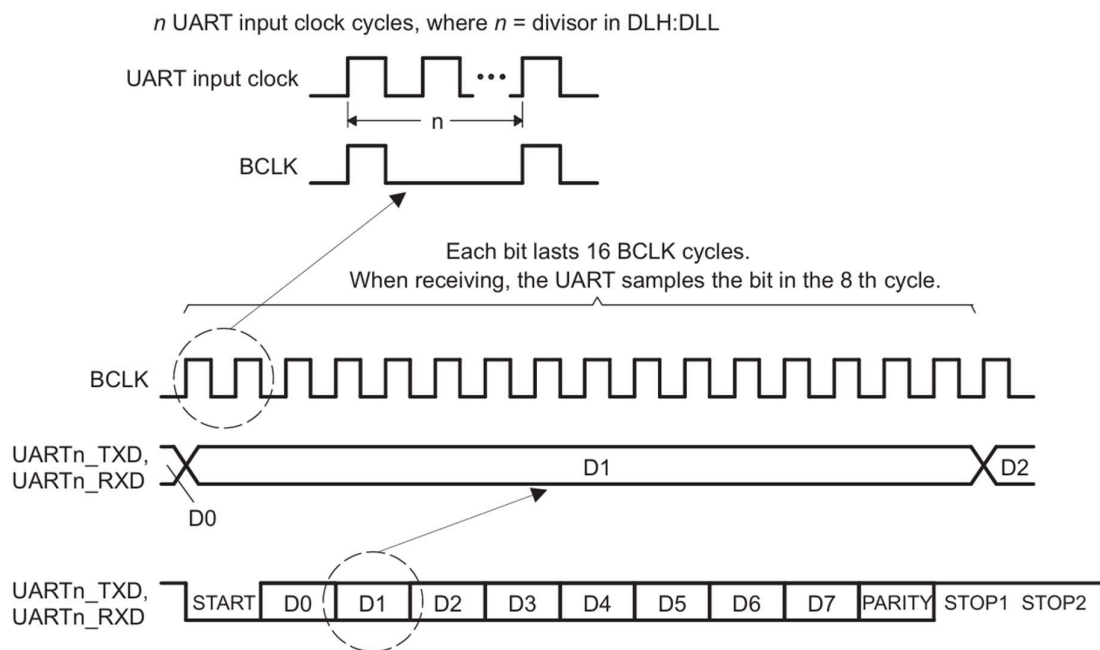 n UART input clock cycles, where n = divisor in DLH:DLL
UART input clock
n
BCLK
Each bit lasts 16 BCLK cycles.
When receiving, the UART samples the bit in the 8 th cycle.
BCLK
UARTn_TXD,
UARTn_RXD
D1
D2
D0
UARTn_TXD,
UARTn_RXD
START D0 D1 D2 D3 D4 D5 D6 D7 PARITY STOP1 STOP2